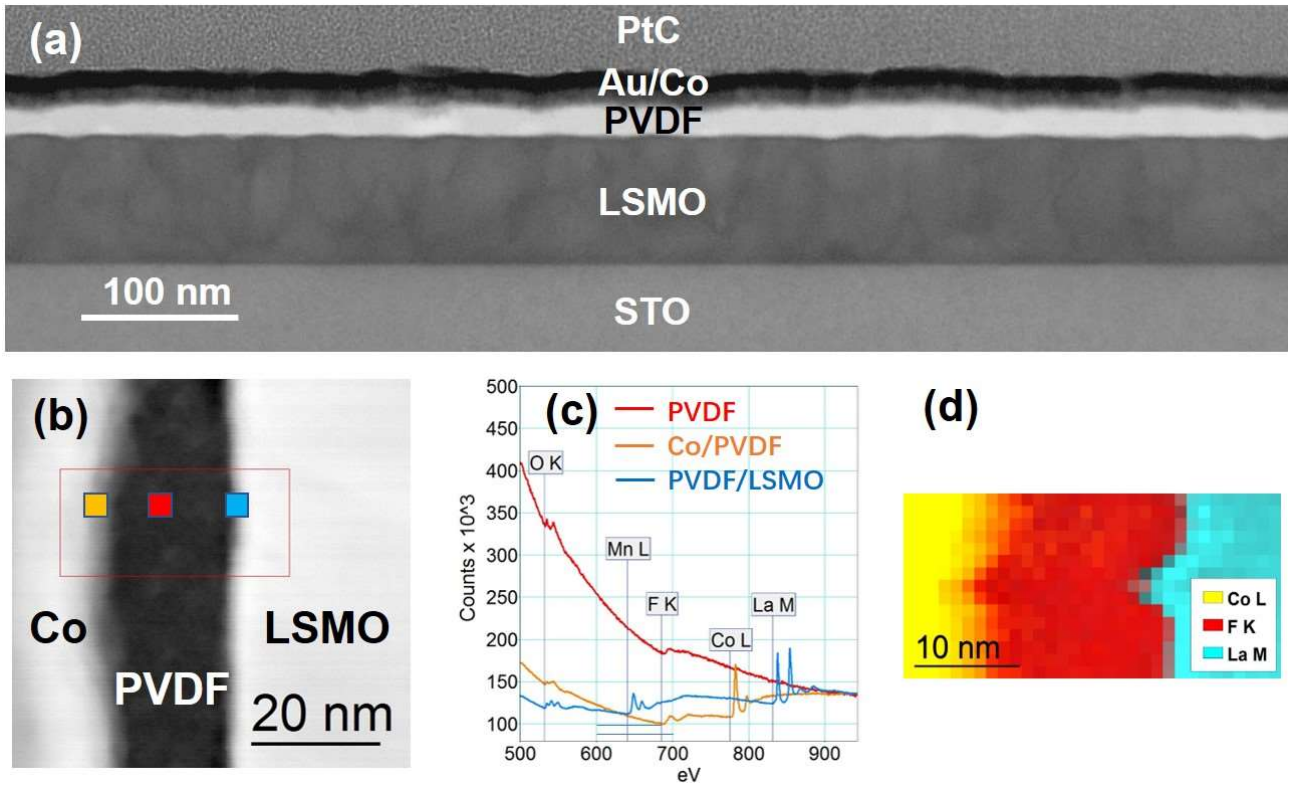 (a)
PtC
Au/Co
PVDF
LSMO
100 nm
STO
(b)
Co
PVDF
LSMO
20 nm
(c)
PVDF
Co/PVDF
PVDF/LSMO
O K
Mn L
F K
Co L
La M
Counts x 10^3
500
450
400
350
300
250
200
150
100
500 600 700 800 900
eV
(d)
10 nm
Co L
F K
La M